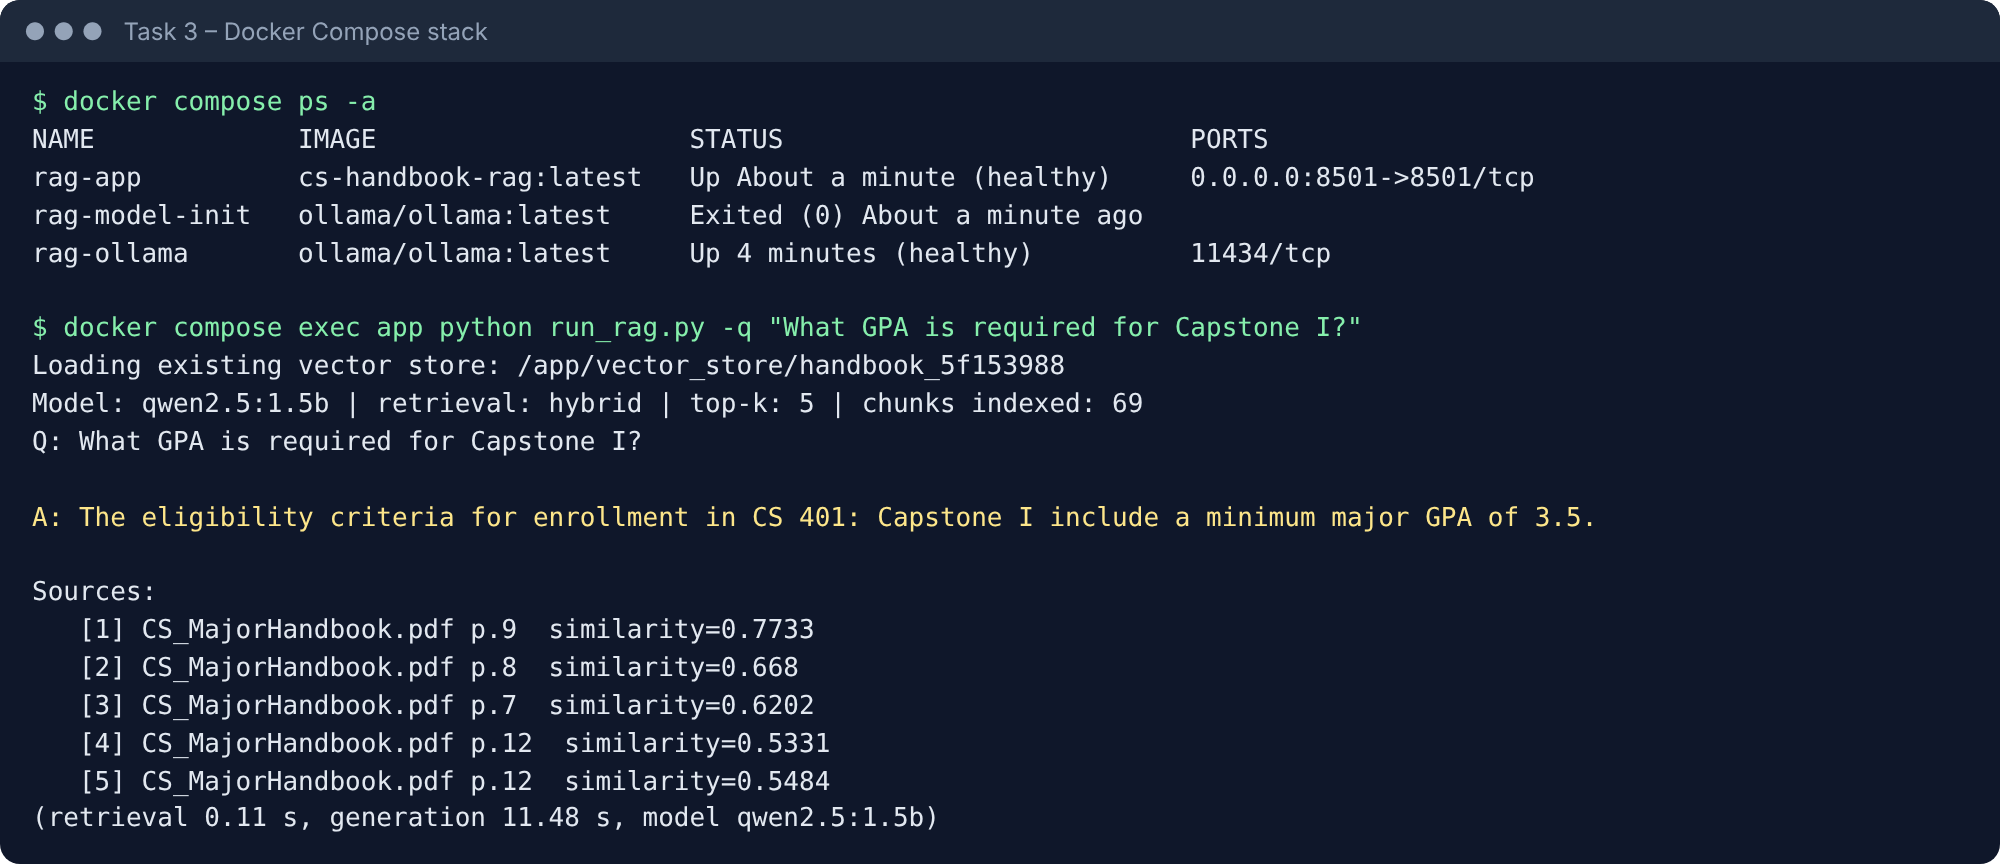 Task 3 – Docker Compose stack
$ docker compose ps -a
NAME             IMAGE                    STATUS                          PORTS
rag-app          cs-handbook-rag:latest   Up About a minute (healthy)     0.0.0.0:8501->8501/tcp
rag-model-init   ollama/ollama:latest     Exited (0) About a minute ago
rag-ollama       ollama/ollama:latest     Up 4 minutes (healthy)          11434/tcp
$ docker compose exec app python run_rag.py -q "What GPA is required for Capstone I?"
Loading existing vector store: /app/vector_store/handbook_5f153988
Model: qwen2.5:1.5b | retrieval: hybrid | top-k: 5 | chunks indexed: 69
Q: What GPA is required for Capstone I?
A: The eligibility criteria for enrollment in CS 401: Capstone I include a minimum major GPA of 3.5.
Sources:
   [1] CS_MajorHandbook.pdf p.9  similarity=0.7733
   [2] CS_MajorHandbook.pdf p.8  similarity=0.668
   [3] CS_MajorHandbook.pdf p.7  similarity=0.6202
   [4] CS_MajorHandbook.pdf p.12  similarity=0.5331
   [5] CS_MajorHandbook.pdf p.12  similarity=0.5484
(retrieval 0.11 s, generation 11.48 s, model qwen2.5:1.5b)